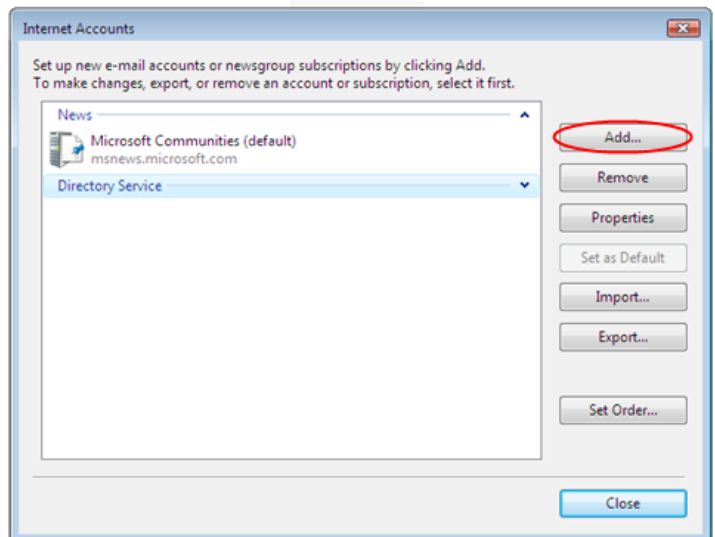 Internet Accounts
Set up new e-mail accounts or newsgroup subscriptions by clicking Add.
To make changes, export, or remove an account or subscription, select it first.
News
Microsoft Communities (default)
msnews.microsoft.com
Directory Service
Add...
Remove
Properties
Set as Default
Import...
Export...
Set Order...
Close